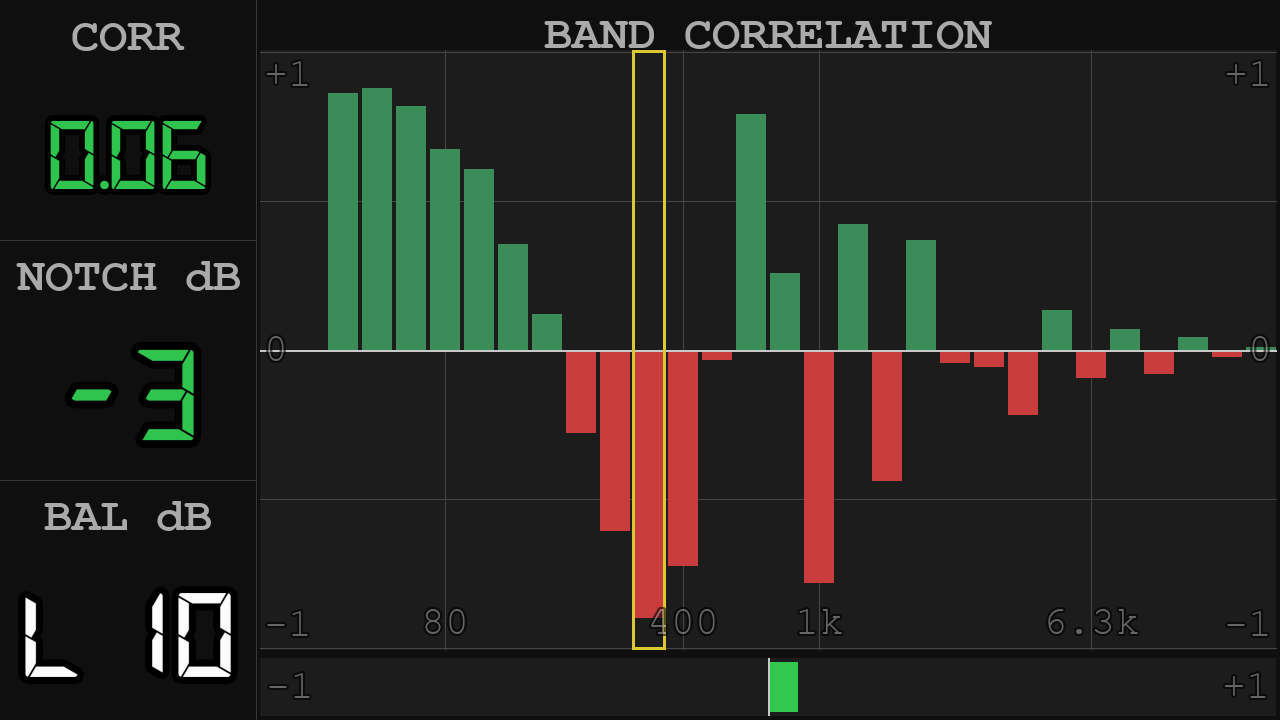 CORR
0.06
NOTCH dB
-3
BAL dB
L 10
BAND CORRELATION
+1 +1
0 0
-1 80 400 1k 6.3k -1
-1 +1